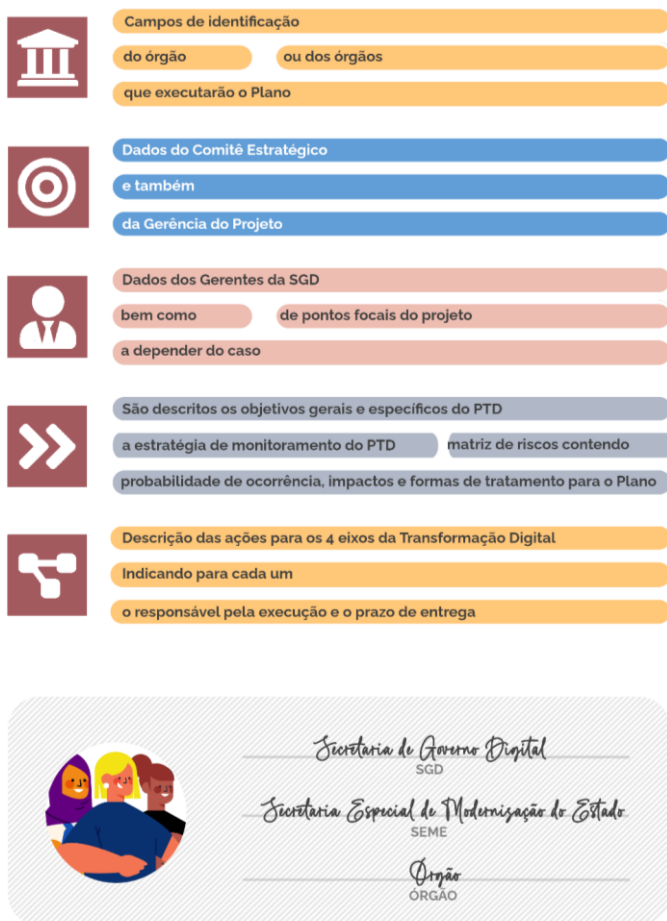 Campos de identificação
do órgão ou dos órgãos
que executarão o Plano
Dados do Comitê Estratégico
e também
da Gerência do Projeto
Dados dos Gerentes da SGD
bem como de pontos focais do projeto
a depender do caso
São descritos os objetivos gerais e específicos do PTD
a estratégia de monitoramento do PTD matriz de riscos contendo
probabilidade de ocorrência, impactos e formas de tratamento para o Plano
Descrição das ações para os 4 eixos da Transformação Digital
Indicando para cada um
o responsável pela execução e o prazo de entrega
Secretaria de Governo Digital
SGD
Secretaria Especial de Modernização do Estado
SEME
Órgão
ÓRGÃO